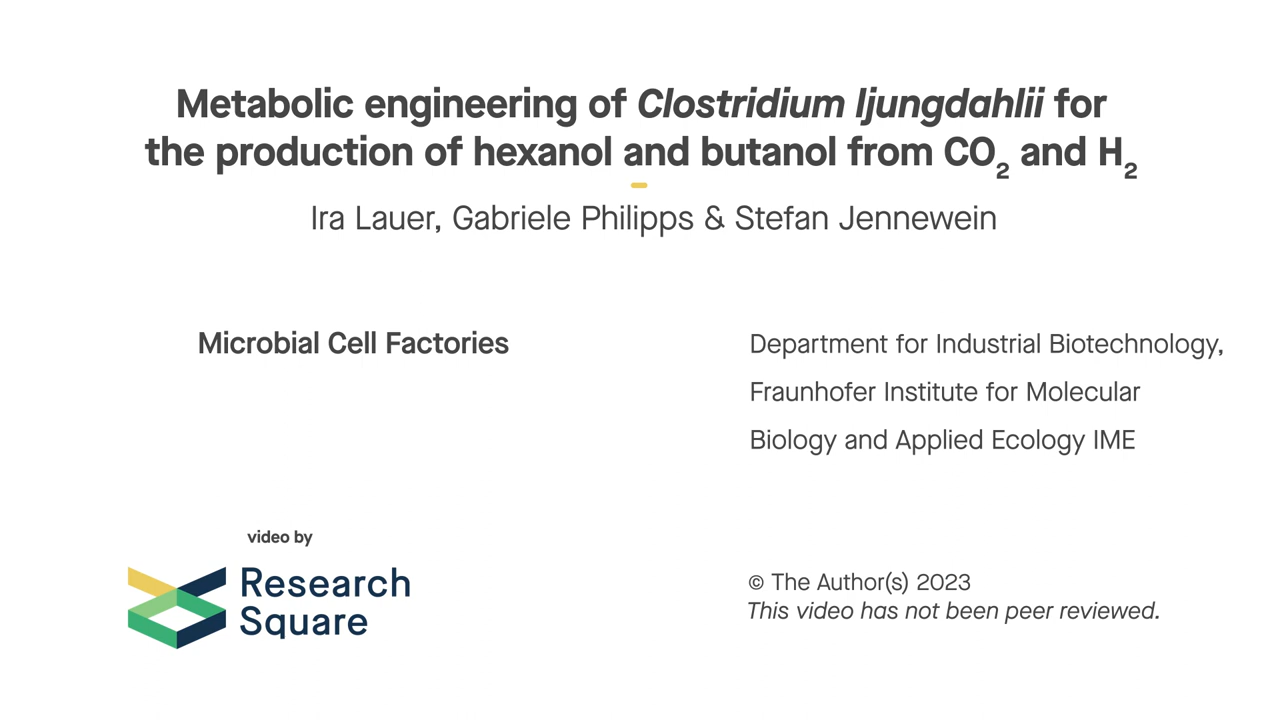 Metabolic engineering of Clostridium ljungdahlii for
the production of hexanol and butanol from CO₂ and H₂
Ira Lauer, Gabriele Philipps & Stefan Jennewein
Microbial Cell Factories
Department for Industrial Biotechnology,
Fraunhofer Institute for Molecular
Biology and Applied Ecology IME
video by
Research
Square
© The Author(s) 2023
This video has not been peer reviewed.